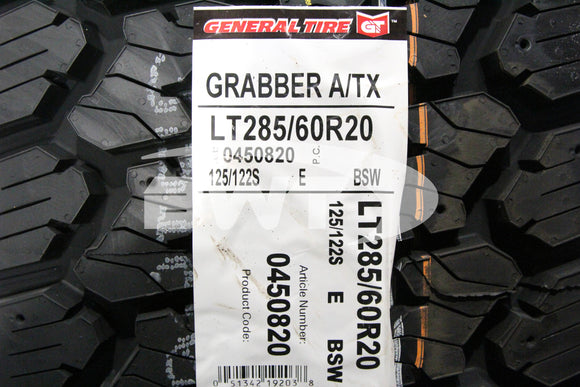 GENERAL TIRE GT ™
GRABBER A/TX
LT285/60R20
0450820 P.C.
125/122S E BSW
LT285/60R20
125/122S E BSW
Article Number:
0450820
Product Code:
0 51342 19203 8